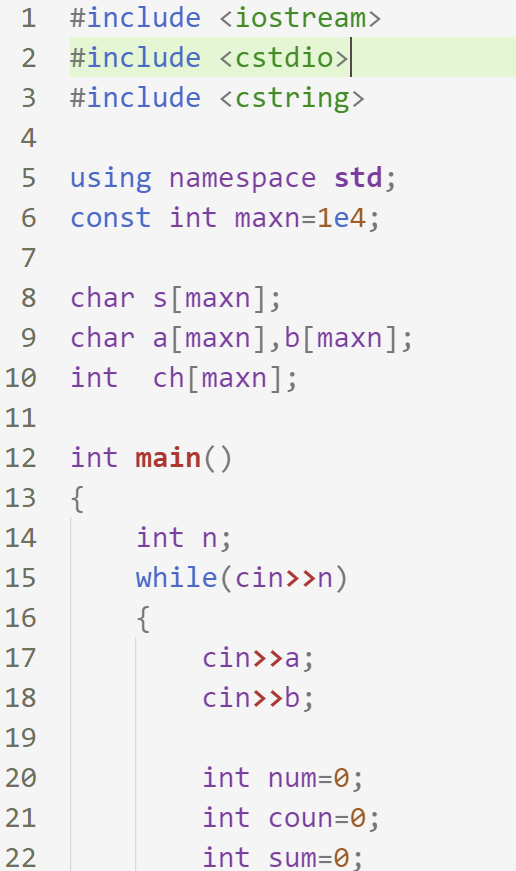 1 #include <iostream>
2 #include <cstdio>
3 #include <cstring>
4
5 using namespace std;
6 const int maxn=1e4;
7
8 char s[maxn];
9 char a[maxn],b[maxn];
10 int  ch[maxn];
11
12 int main()
13 {
14     int n;
15     while(cin>>n)
16     {
17         cin>>a;
18         cin>>b;
19
20         int num=0;
21         int coun=0;
22         int sum=0;